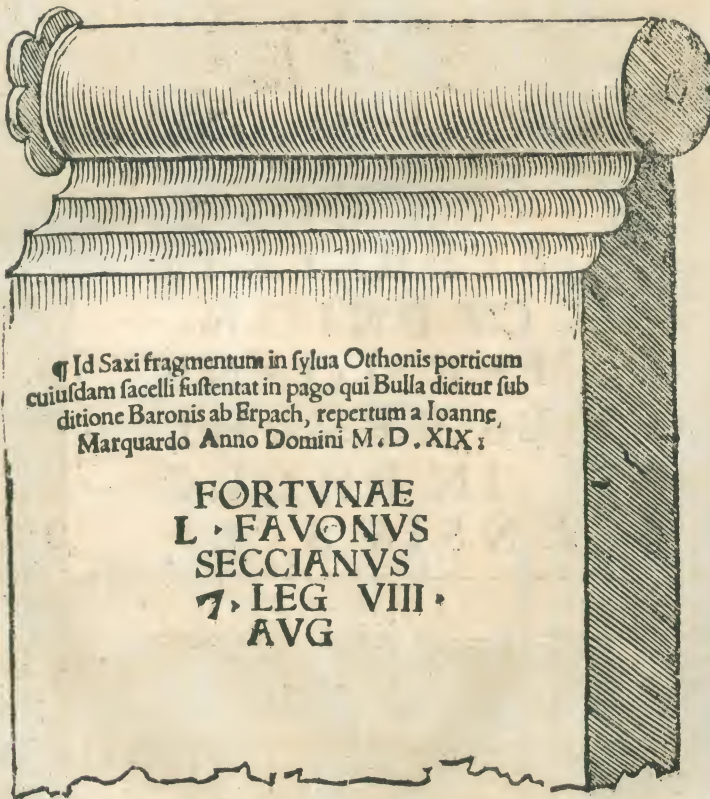 ¶ Id Saxi fragmentum in ſylua Otthonis porticum
cuiuſdam ſacelli ſuſtentat in pago qui Bulla dicitur ſub
ditione Baronis ab Erpach, repertum a Ioanne,
Marquardo Anno Domini M.D.XIX:
FORTVNAE
L · FAVONVS
SECCIANVS
7 · LEG VIII ·
AVG